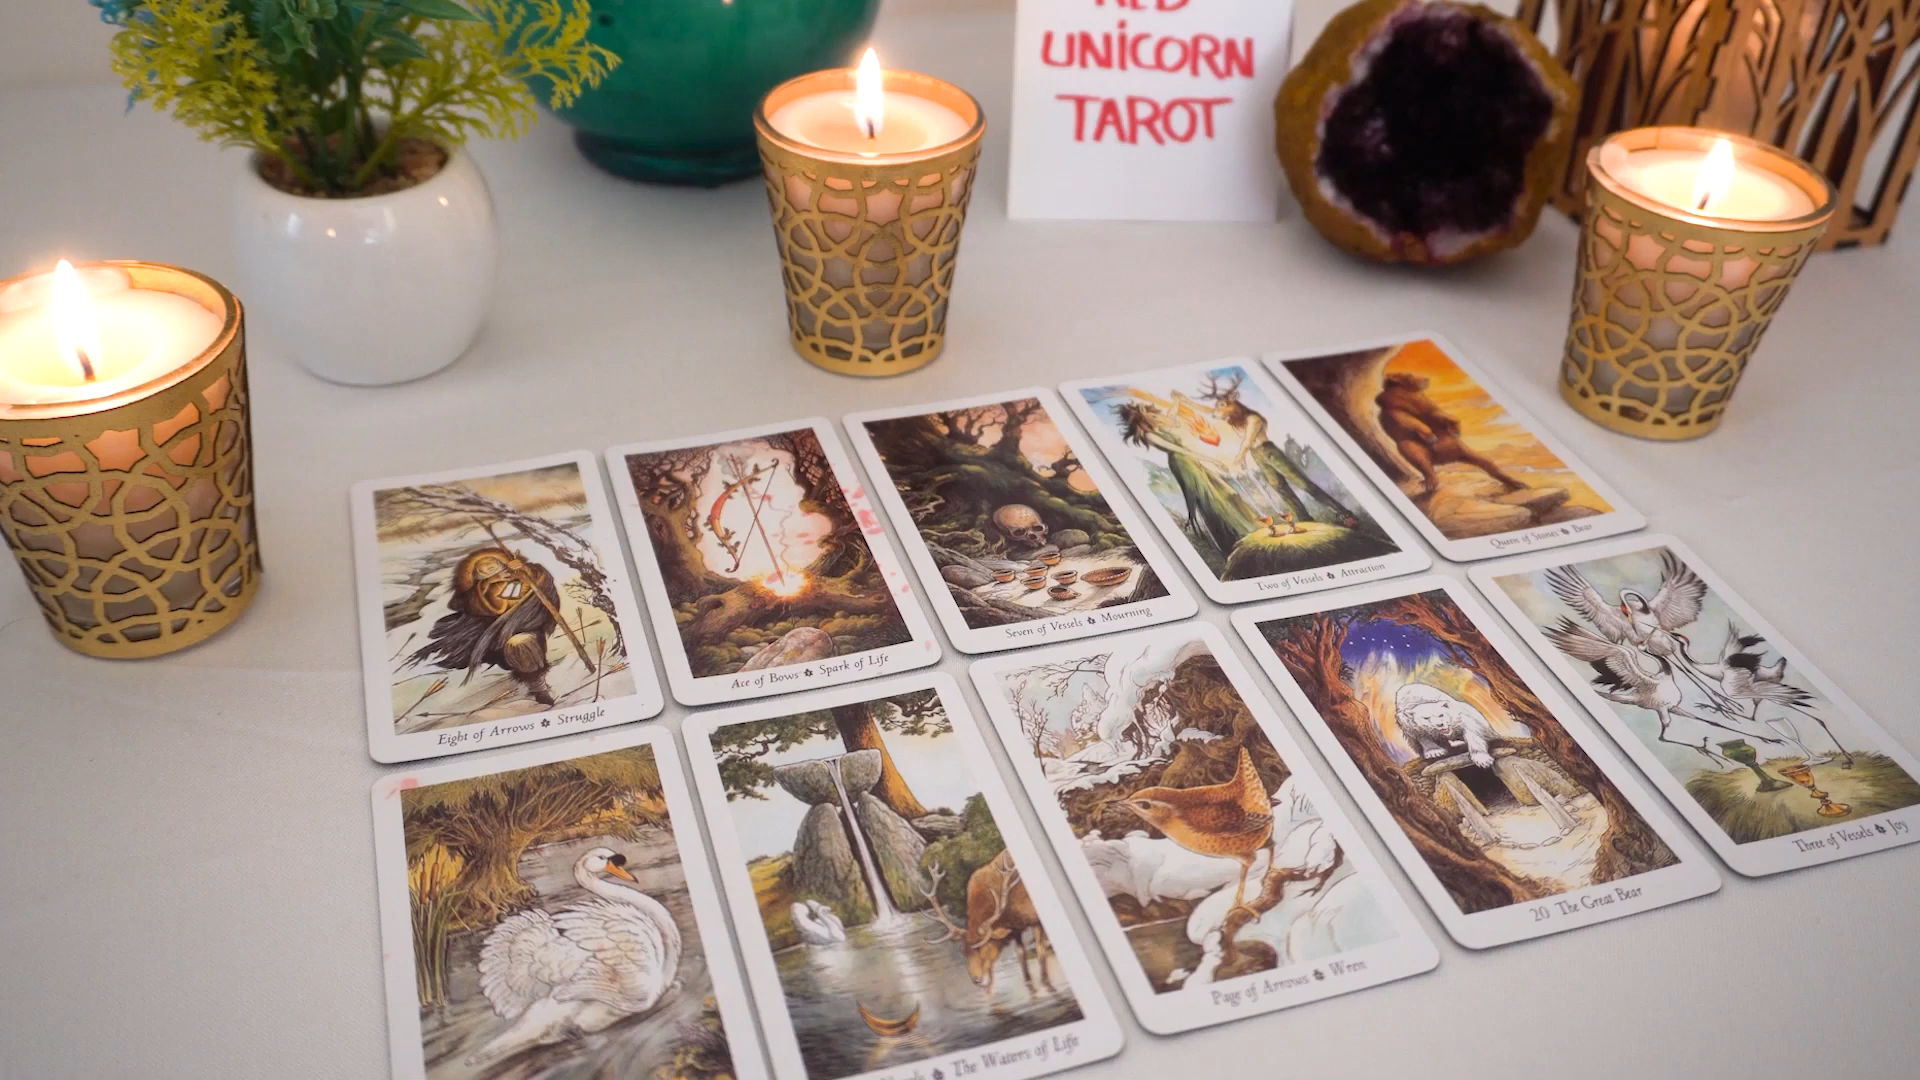 RED
UNiCORN
TAROT
Eight of Arrows Struggle
Ace of Bows Spark of Life
Seven of Vessels Mourning
Two of Vessels Attraction
Queen of Stones Bear
The Waters of Life
Page of Arrows Wren
20 The Great Bear
Three of Vessels Joy